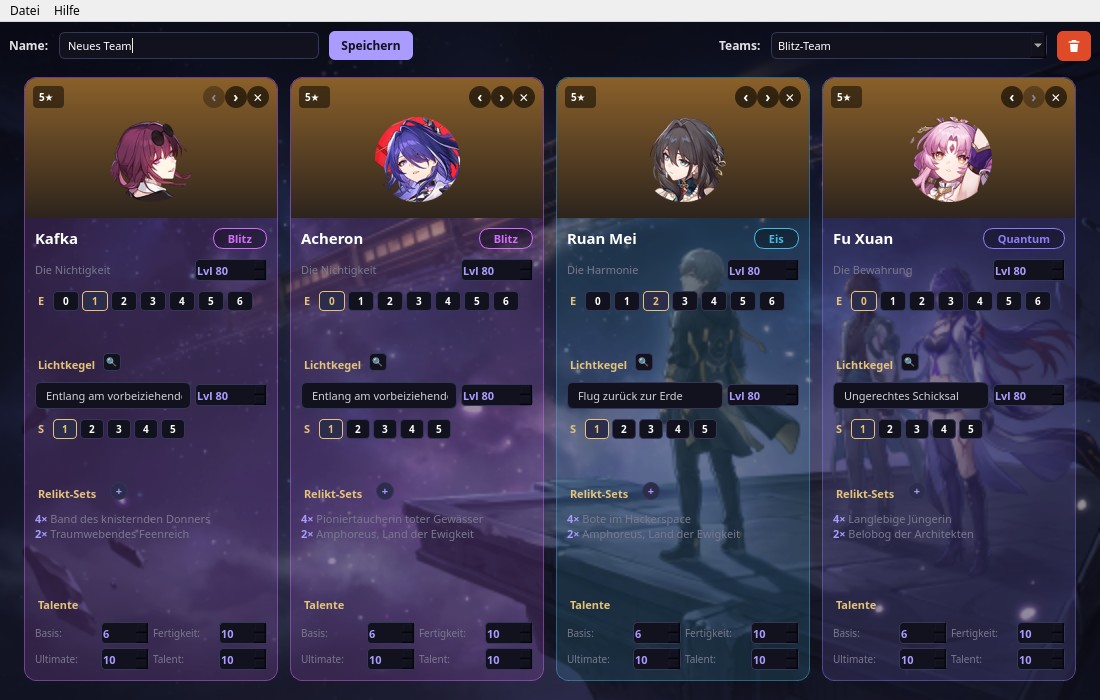 Datei Hilfe
Name: Neues Team Speichern Teams: Blitz-Team
5★ ‹ › ✕ 5★ ‹ › ✕ 5★ ‹ › ✕ 5★ ‹ › ✕
Kafka Blitz Acheron Blitz Ruan Mei Eis Fu Xuan Quantum
Die Nichtigkeit Lvl 80 Die Nichtigkeit Lvl 80 Die Harmonie Lvl 80 Die Bewahrung Lvl 80
E 0 1 2 3 4 5 6 E 0 1 2 3 4 5 6 E 0 1 2 3 4 5 6 E 0 1 2 3 4 5 6
Lichtkegel Lichtkegel Lichtkegel Lichtkegel
Entlang am vorbeiziehend Lvl 80 Entlang am vorbeiziehend Lvl 80 Flug zurück zur Erde Lvl 80 Ungerechtes Schicksal Lvl 80
S 1 2 3 4 5 S 1 2 3 4 5 S 1 2 3 4 5 S 1 2 3 4 5
Relikt-Sets + Relikt-Sets + Relikt-Sets + Relikt-Sets +
4× Band des knisternden Donners 4× Pioniertaucherin toter Gewässer 4× Bote im Hackerspace 4× Langlebige Jüngerin
2× Traumwebendes Feenreich 2× Amphoreus, Land der Ewigkeit 2× Amphoreus, Land der Ewigkeit 2× Belobog der Architekten
Talente Talente Talente Talente
Basis: 6 Fertigkeit: 10 Basis: 6 Fertigkeit: 10 Basis: 6 Fertigkeit: 10 Basis: 6 Fertigkeit: 10
Ultimate: 10 Talent: 10 Ultimate: 10 Talent: 10 Ultimate: 10 Talent: 10 Ultimate: 10 Talent: 10